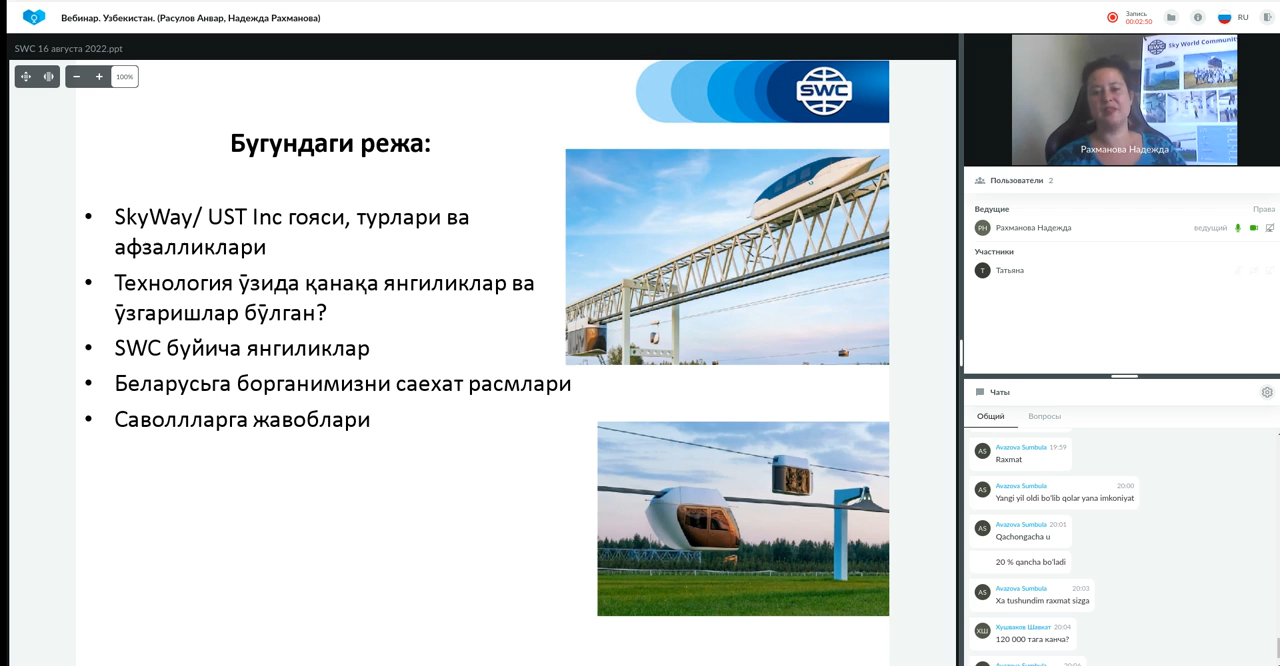 Вебинар. Узбекистан. (Расулов Анвар, Надежда Рахманова)
Запись
00:02:50
RU
SWC 16 августа 2022.ppt
100%
SWC
Бугундаги режа:
• SkyWay/ UST Inc гояси, турлари ва
афзалликлари
• Технология ўзида қанақа янгиликлар ва
ўзгаришлар бўлган?
• SWC буйича янгиликлар
• Беларусьга борганимизни саехат расмлари
• Саволлларга жавоблари
SWC
Sky World Communit
Рахманова Надежда
Пользователи 2
Ведущие
Права
РН
Рахманова Надежда
ведущий
Участники
Т
Татьяна
Чаты
Общий
Вопросы
AS
Avazova Sumbula 19:59
Raxmat
AS
Avazova Sumbula 20:00
Yangi yil oldi bo'lib qolar yana imkoniyat
AS
Avazova Sumbula 20:01
Qachongacha u
20 % qancha bo'ladi
AS
Avazova Sumbula 20:03
Xa tushundim raxmat sizga
ХШ
Хушваков Шавкат 20:04
120 000 тага канча?